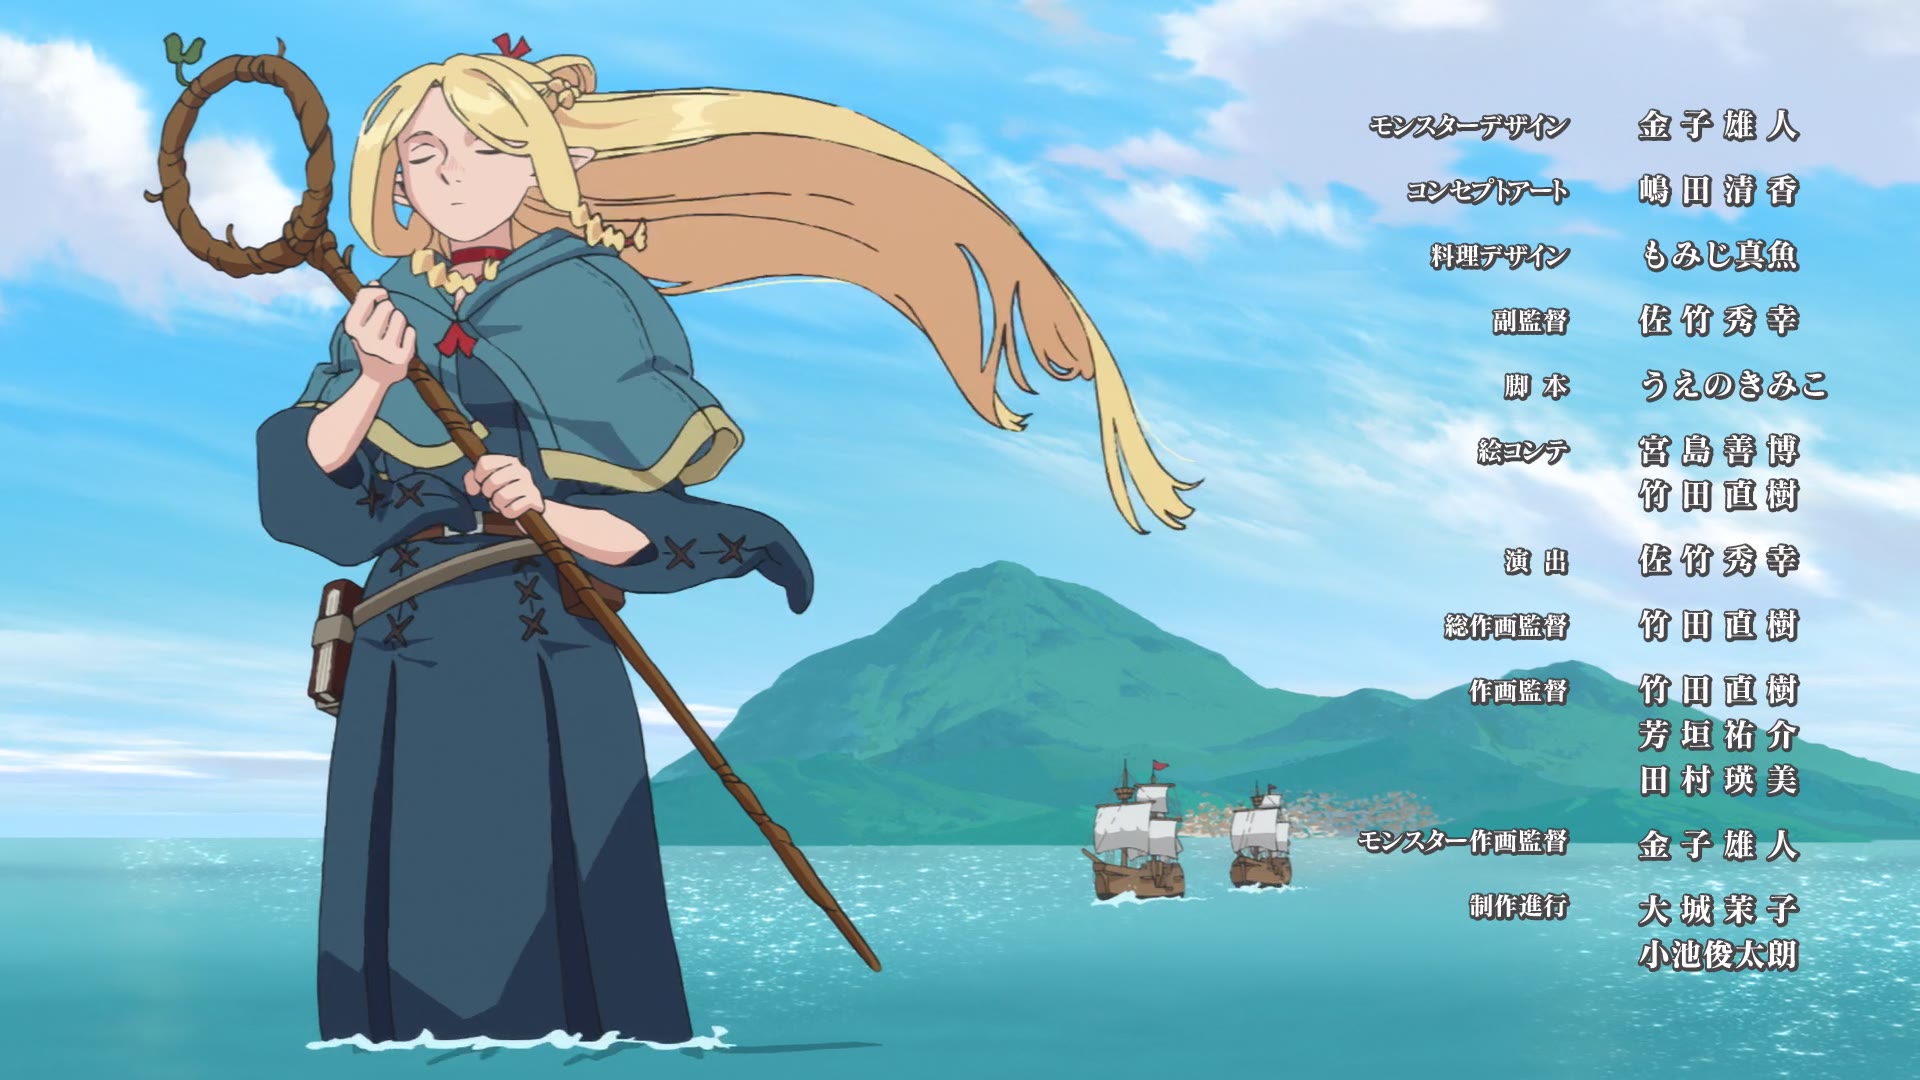 モンスターデザイン 金子雄人
コンセプトアート 嶋田清香
料理デザイン もみじ真魚
副監督 佐竹秀幸
脚本 うえのきみこ
絵コンテ 宮島善博
竹田直樹
演出 佐竹秀幸
総作画監督 竹田直樹
作画監督 竹田直樹
芳垣祐介
田村瑛美
モンスター作画監督 金子雄人
制作進行 大城茉子
小池俊太朗